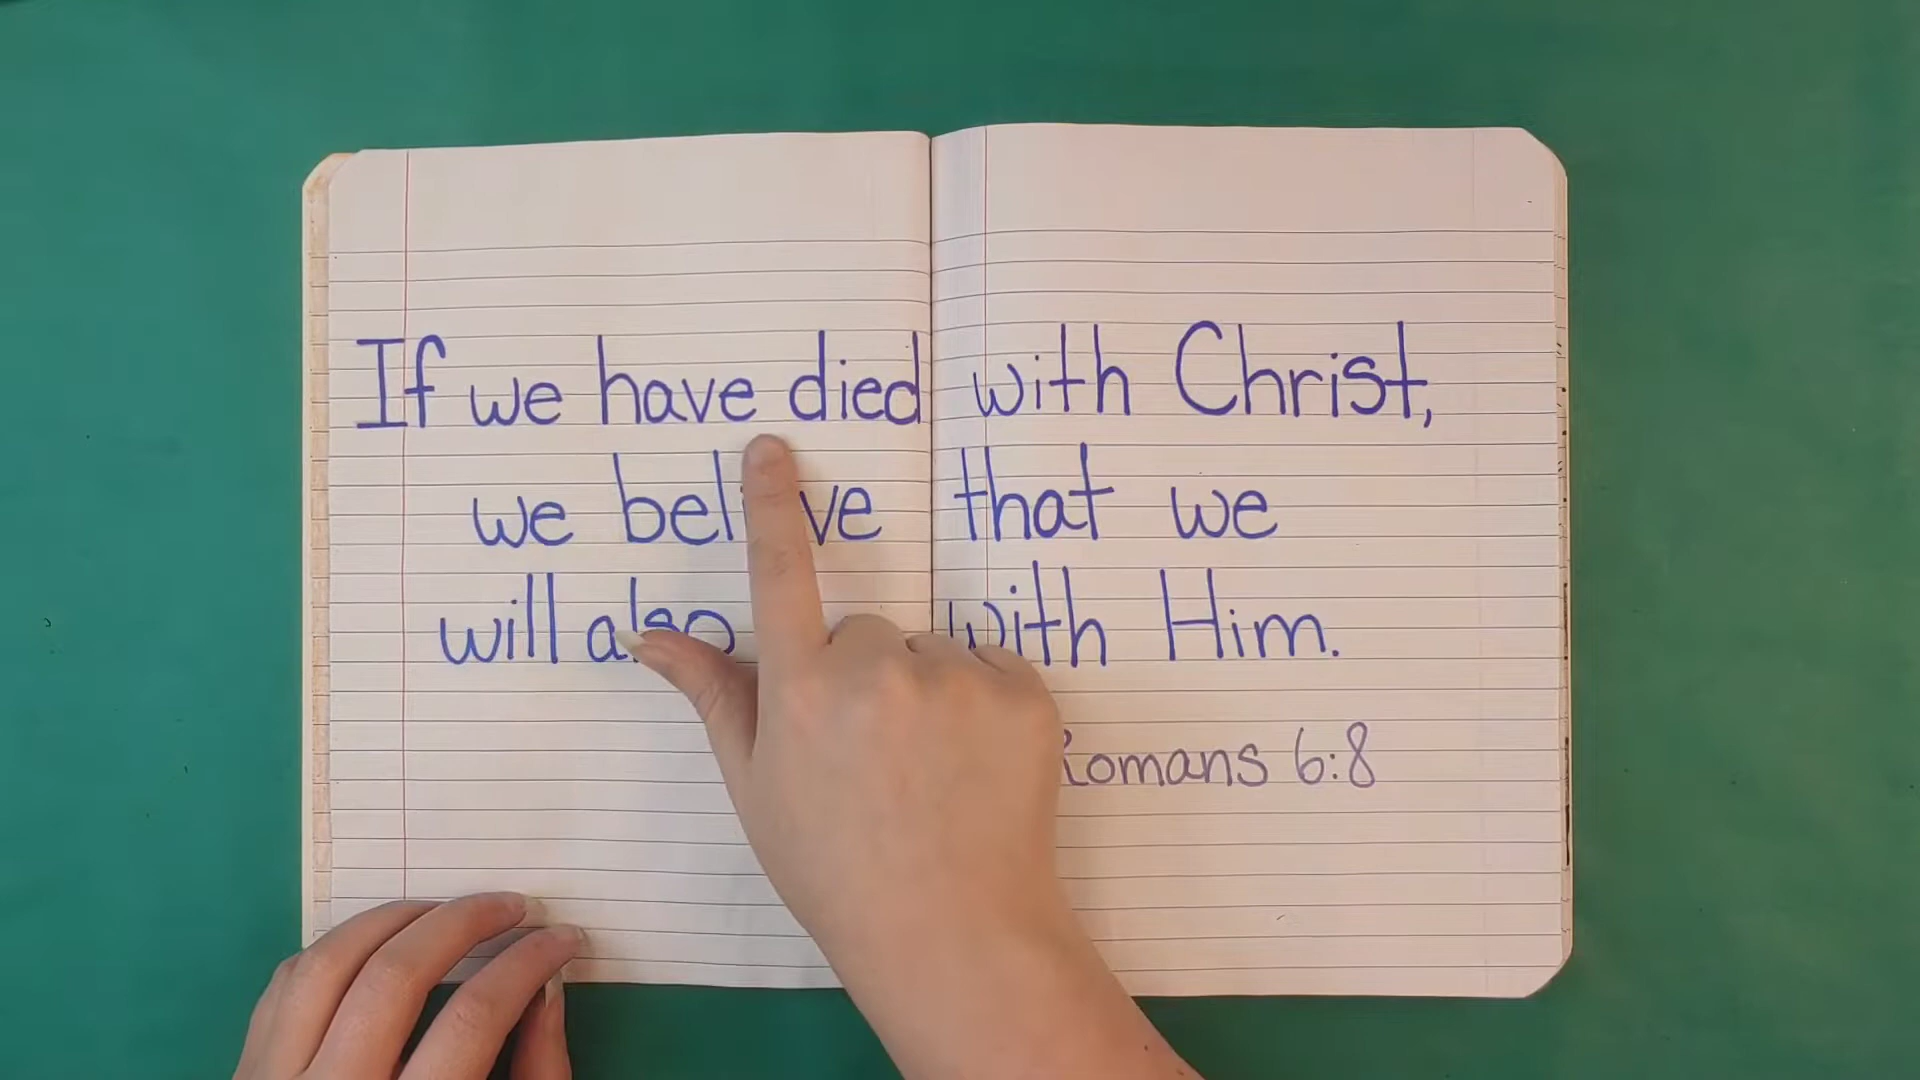 If we have died with Christ,
we believe that we
will also with Him.
Romans 6:8